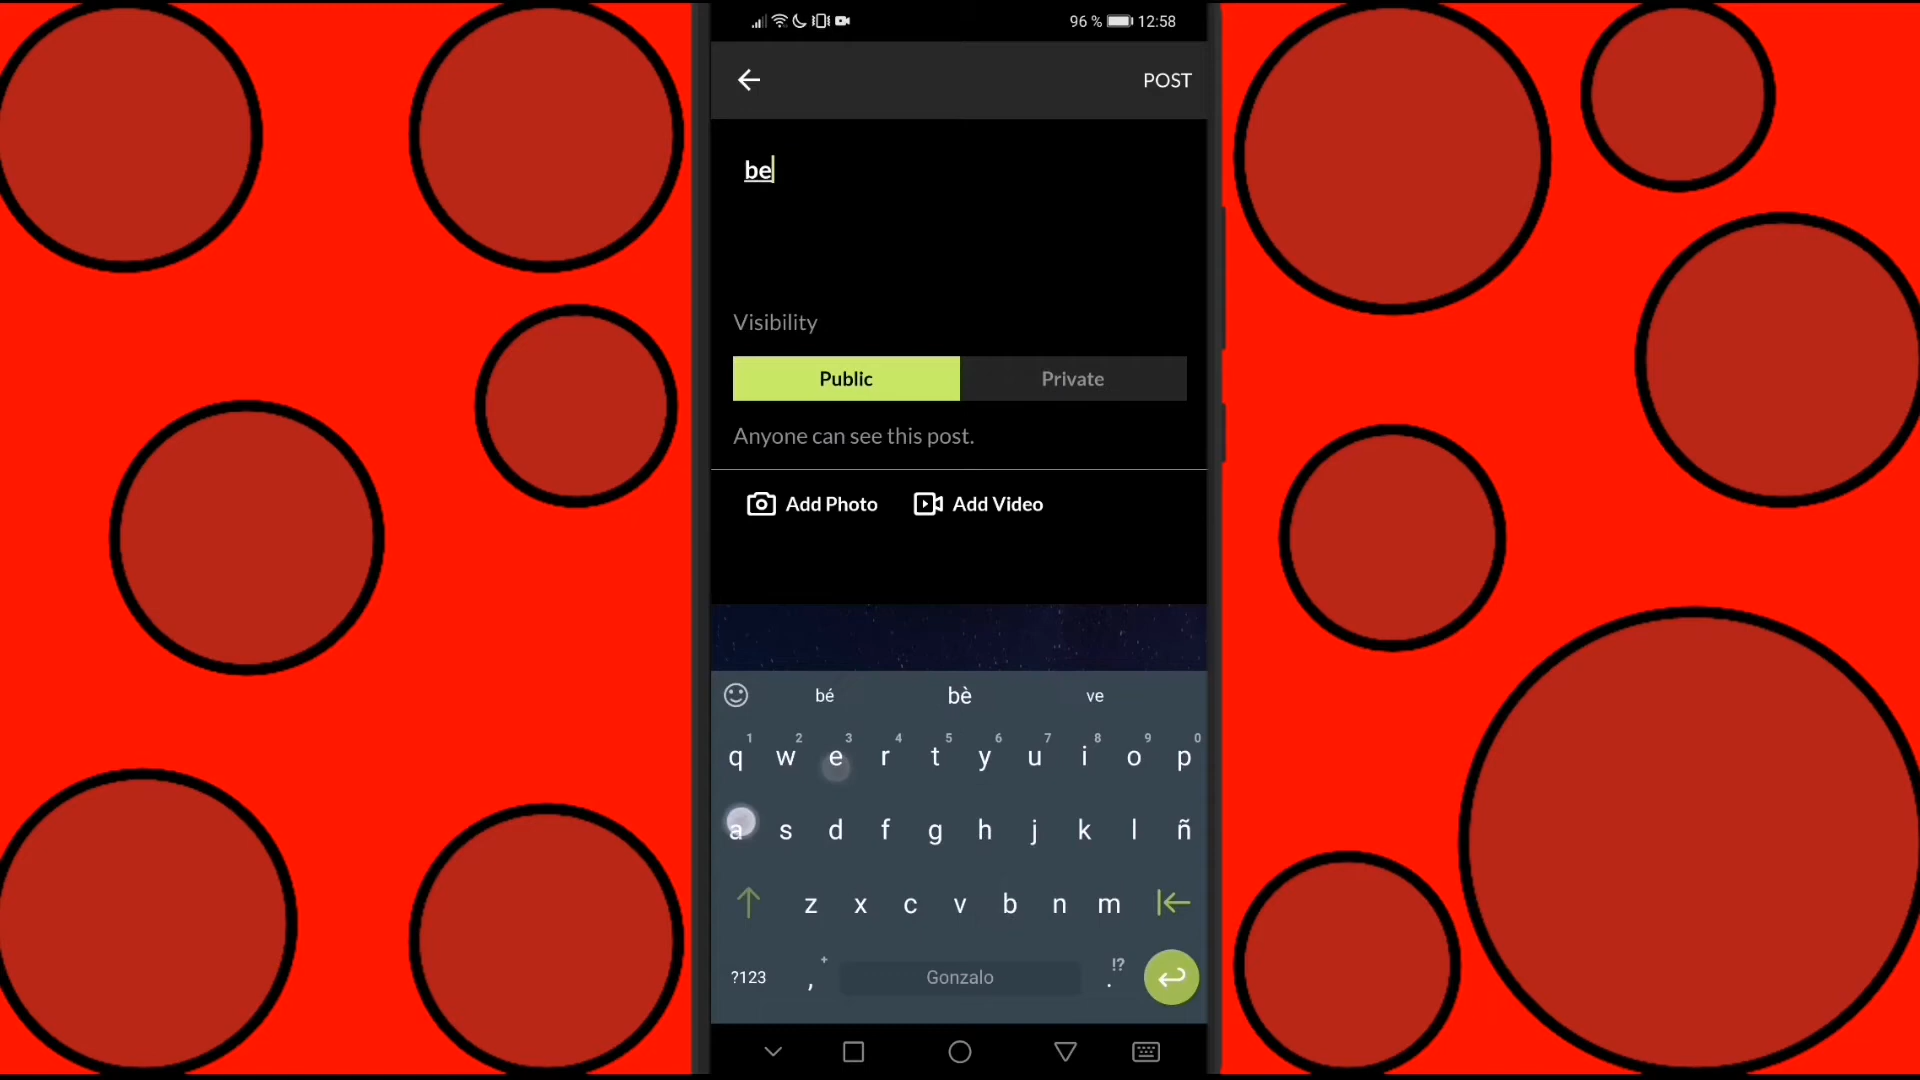 96 % 12:58
POST
be
Visibility
Public Private
Anyone can see this post.
Add Photo Add Video
bé bè ve
1 2 3 4 5 6 7 8 9 0
q w e r t y u i o p
a s d f g h j k l ñ
z x c v b n m
+ !?
?123 , Gonzalo .